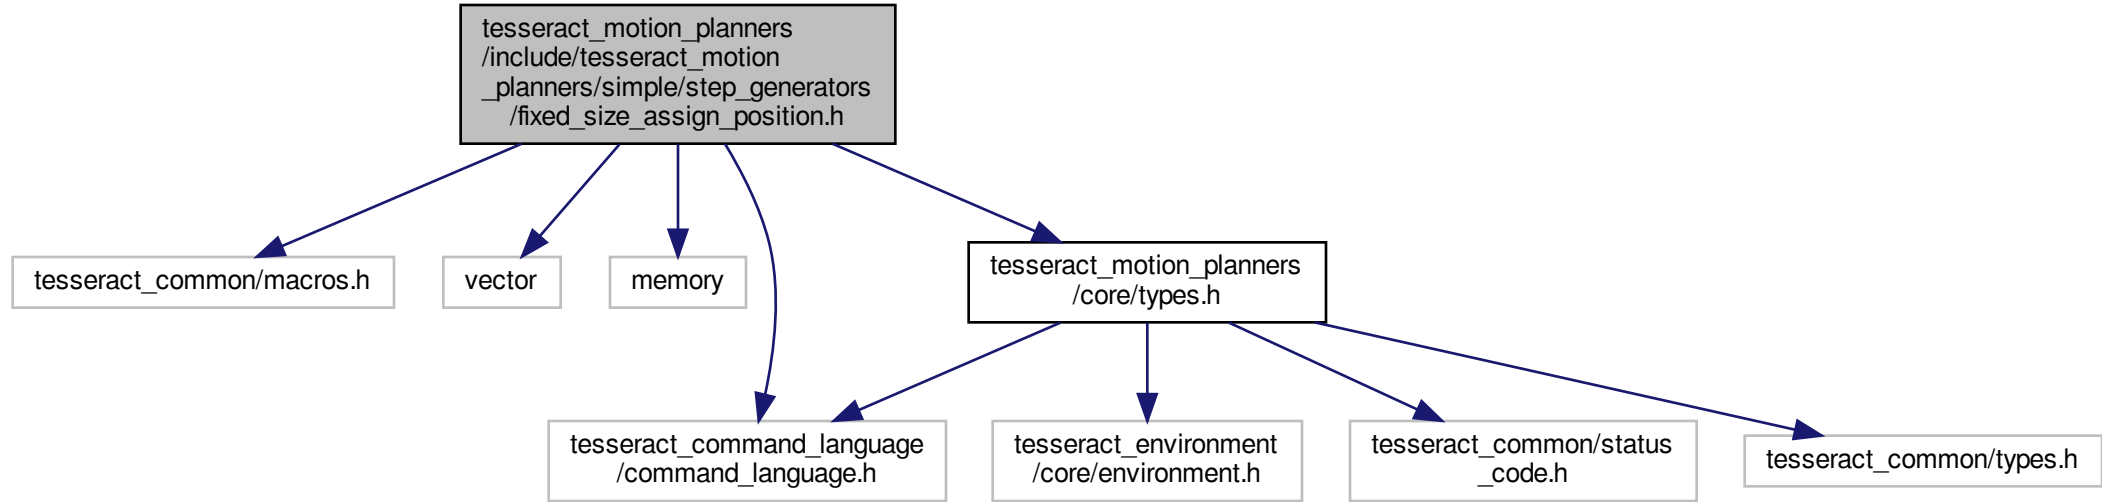 tesseract_motion_planners
/include/tesseract_motion
_planners/simple/step_generators
/fixed_size_assign_position.h
tesseract_common/macros.h
vector
memory
tesseract_motion_planners
/core/types.h
tesseract_command_language
/command_language.h
tesseract_environment
/core/environment.h
tesseract_common/status
_code.h
tesseract_common/types.h